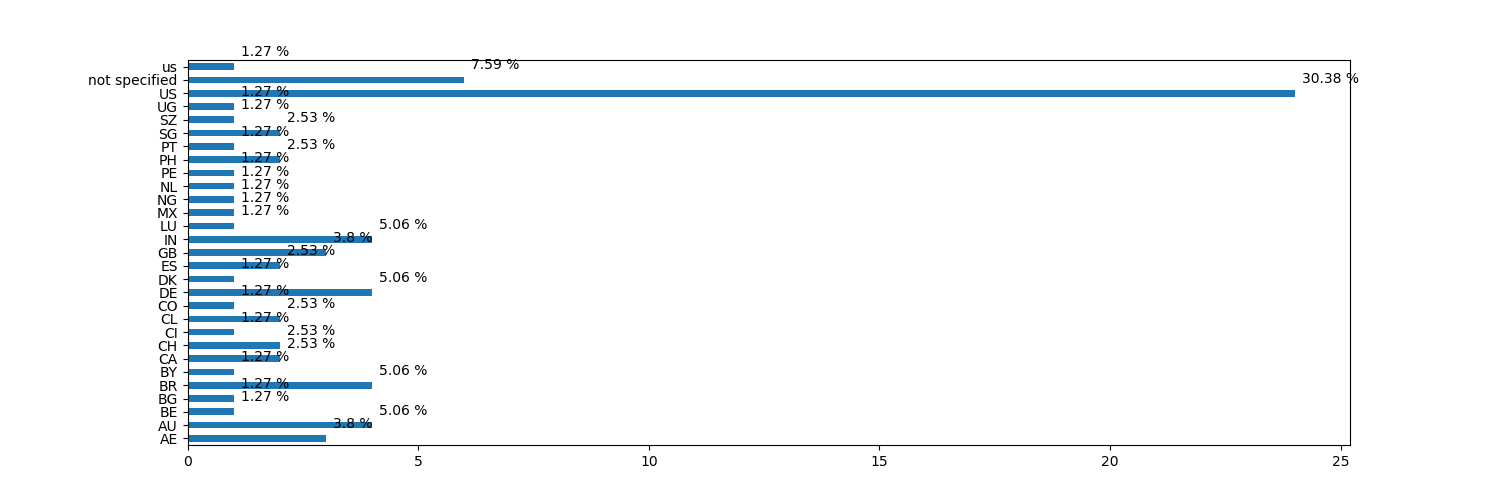 1.27 %
us
7.59 %
not specified
30.38 %
US
1.27 %
UG
1.27 %
SZ
2.53 %
SG
1.27 %
PT
2.53 %
PH
1.27 %
PE
1.27 %
NL
1.27 %
NG
1.27 %
MX
1.27 %
LU
5.06 %
IN
3.8 %
GB
2.53 %
ES
1.27 %
DK
5.06 %
DE
1.27 %
CO
2.53 %
CL
1.27 %
CI
2.53 %
CH
2.53 %
CA
1.27 %
BY
5.06 %
BR
1.27 %
BG
1.27 %
BE
5.06 %
AU
3.8 %
AE
0 5 10 15 20 25